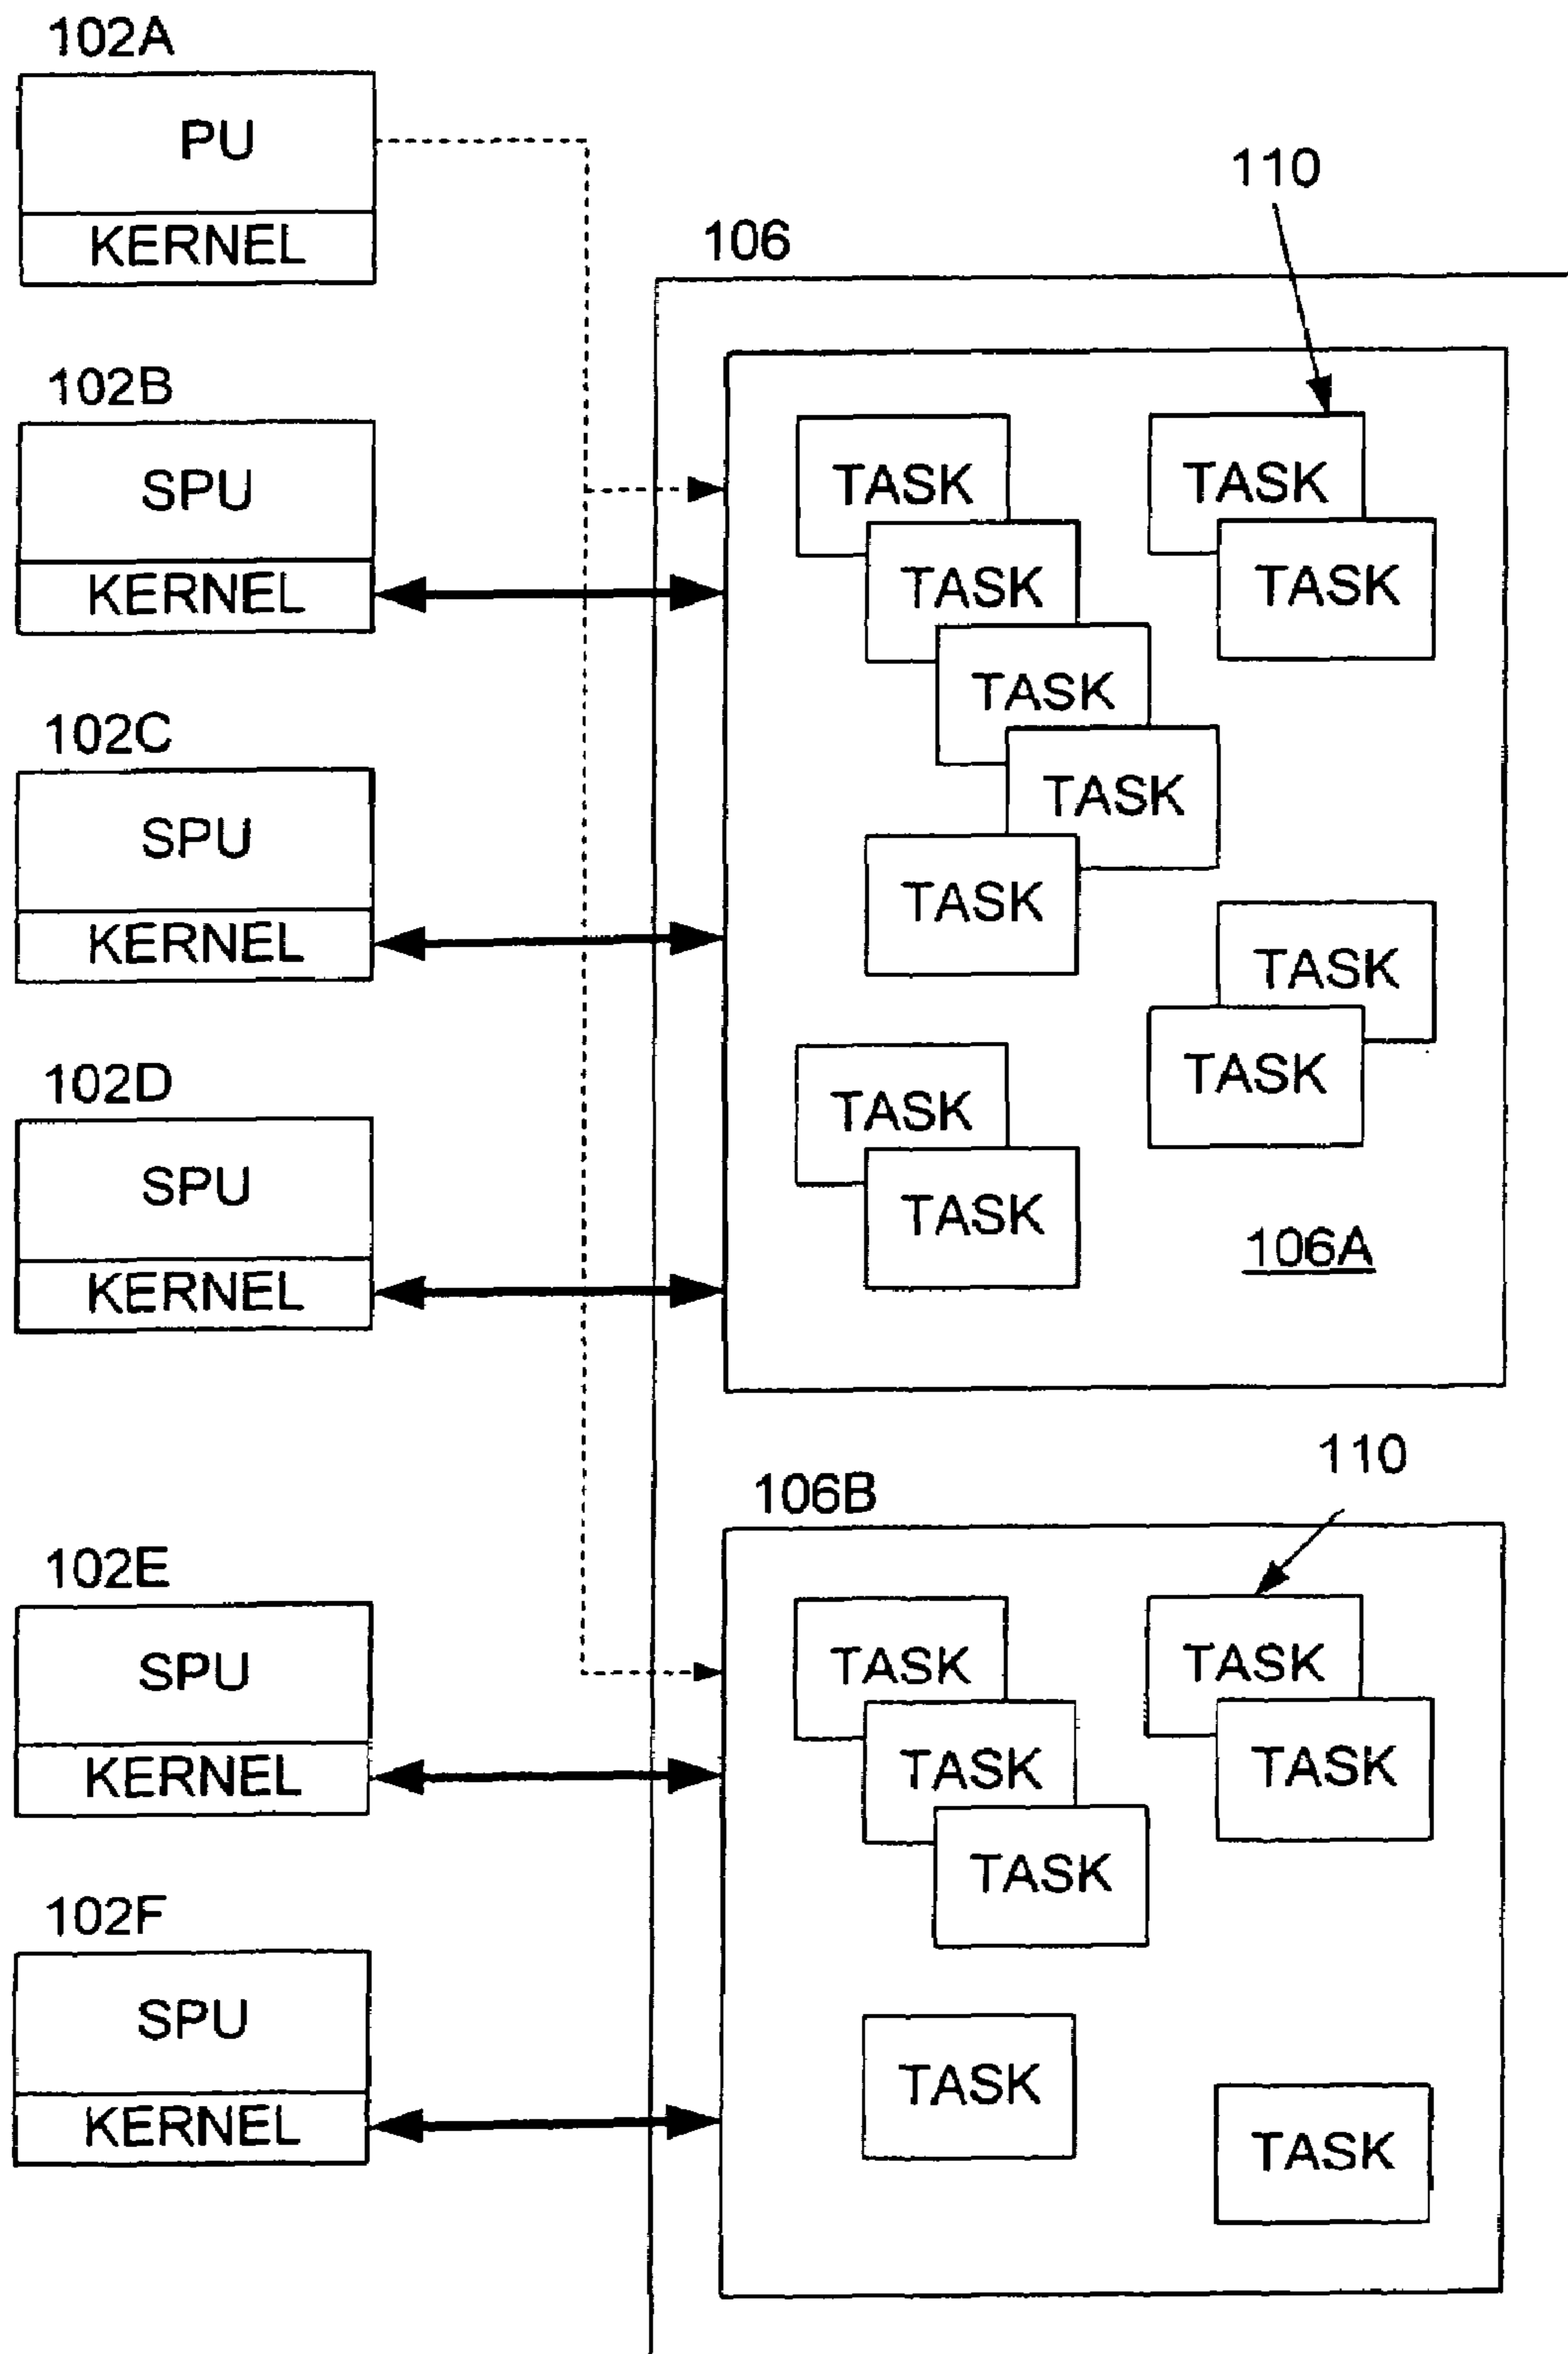 102A
PU
KERNEL
102B
SPU
KERNEL
102C
SPU
KERNEL
102D
SPU
KERNEL
102E
SPU
KERNEL
102F
SPU
KERNEL
106
110
TASK
TASK
TASK
TASK
TASK
TASK
TASK
TASK
TASK
TASK
TASK
106A
106B
110
TASK
TASK
TASK
TASK
TASK
TASK
TASK